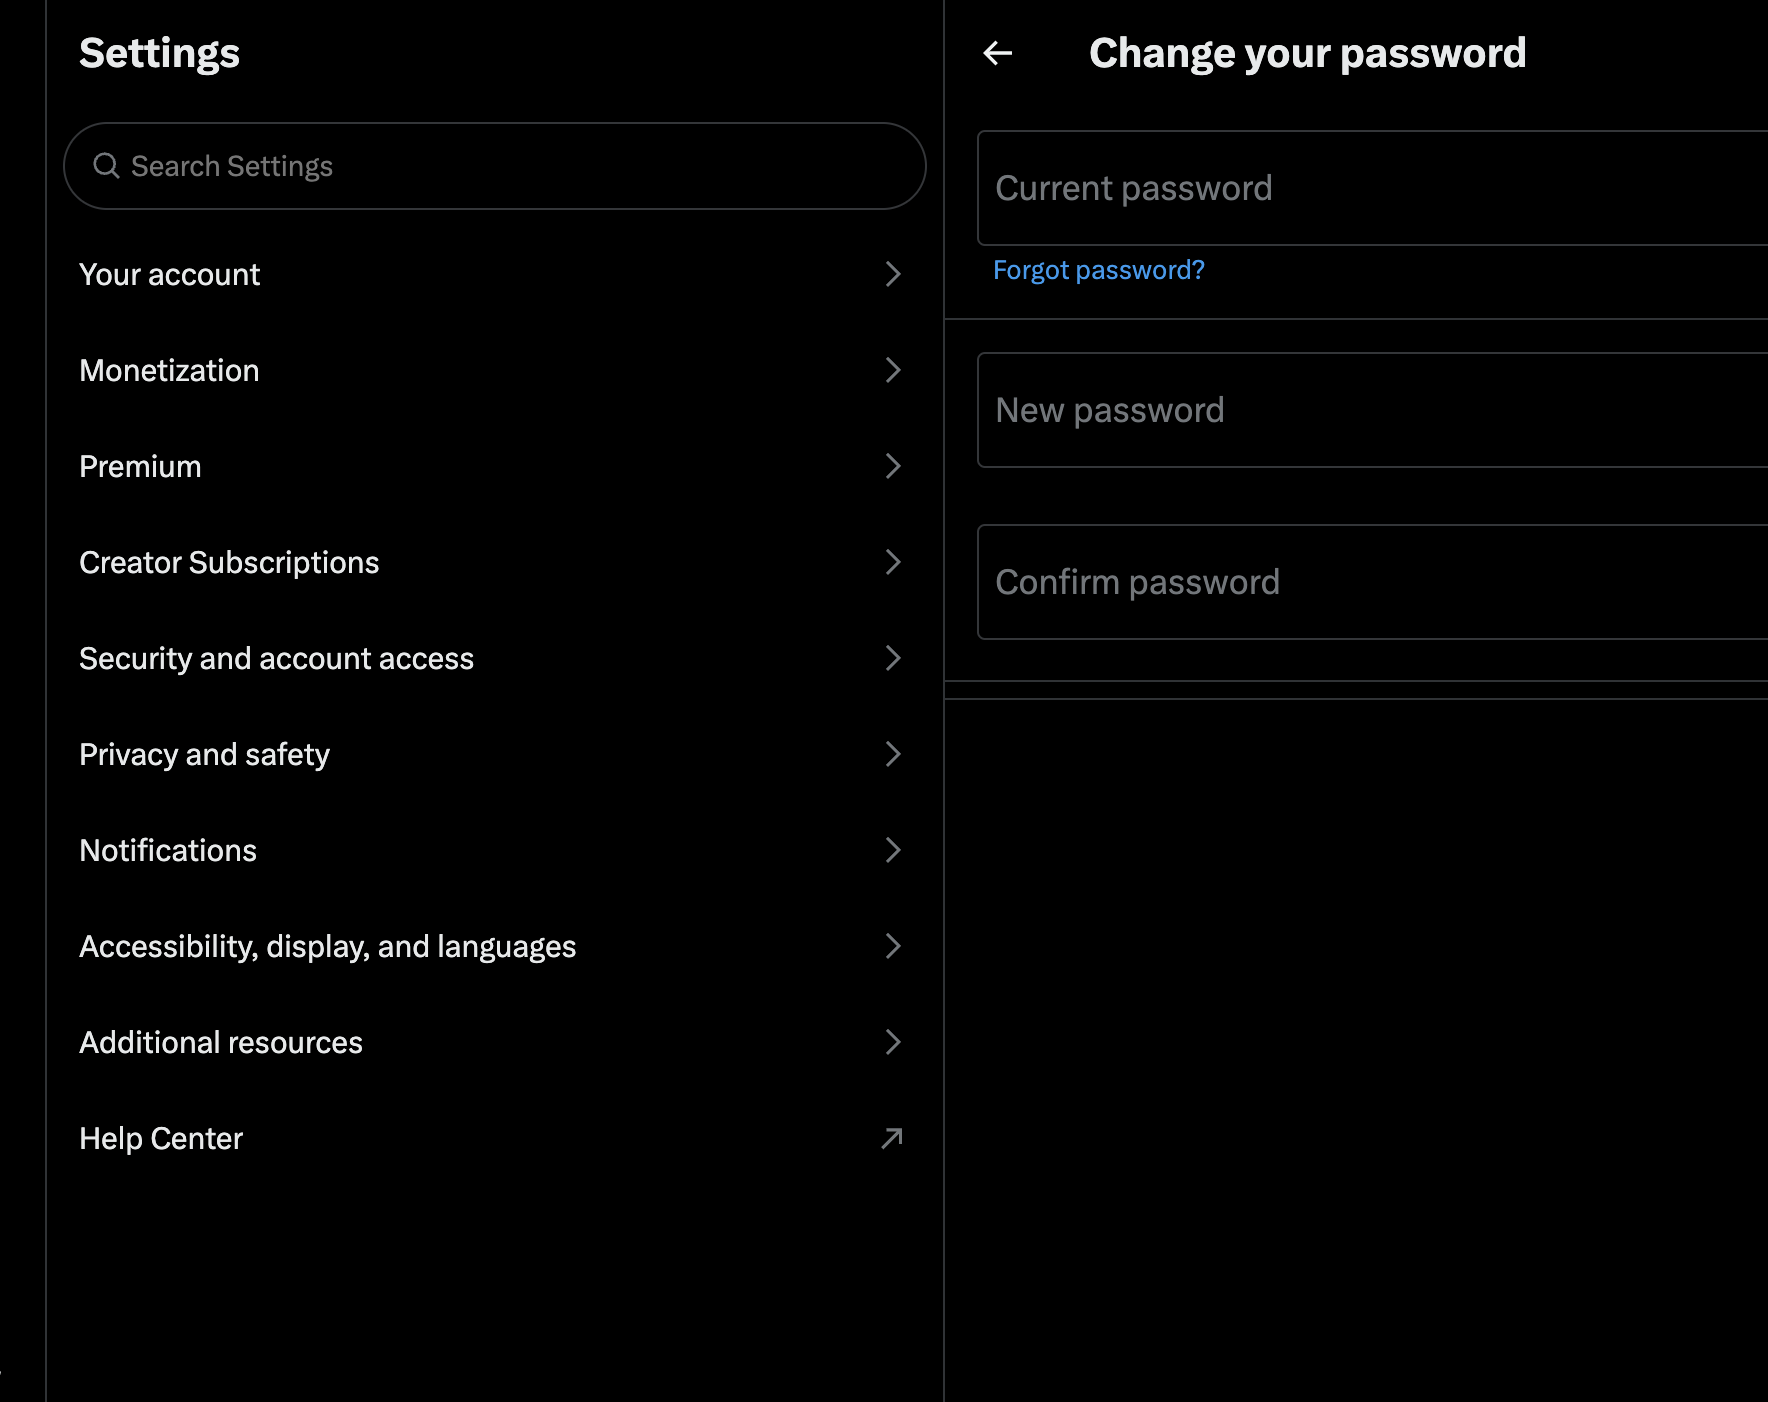 Settings
Search Settings
Your account
Monetization
Premium
Creator Subscriptions
Security and account access
Privacy and safety
Notifications
Accessibility, display, and languages
Additional resources
Help Center
Change your password
Current password
Forgot password?
New password
Confirm password